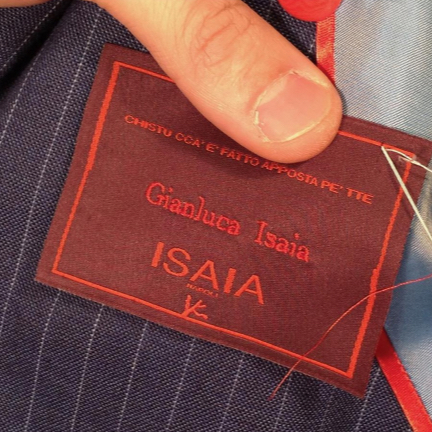 CHISTU CCA' E' FATTO APPOSTA PE' TTE
Gianluca Isaia
ISAIA
NAPOLI